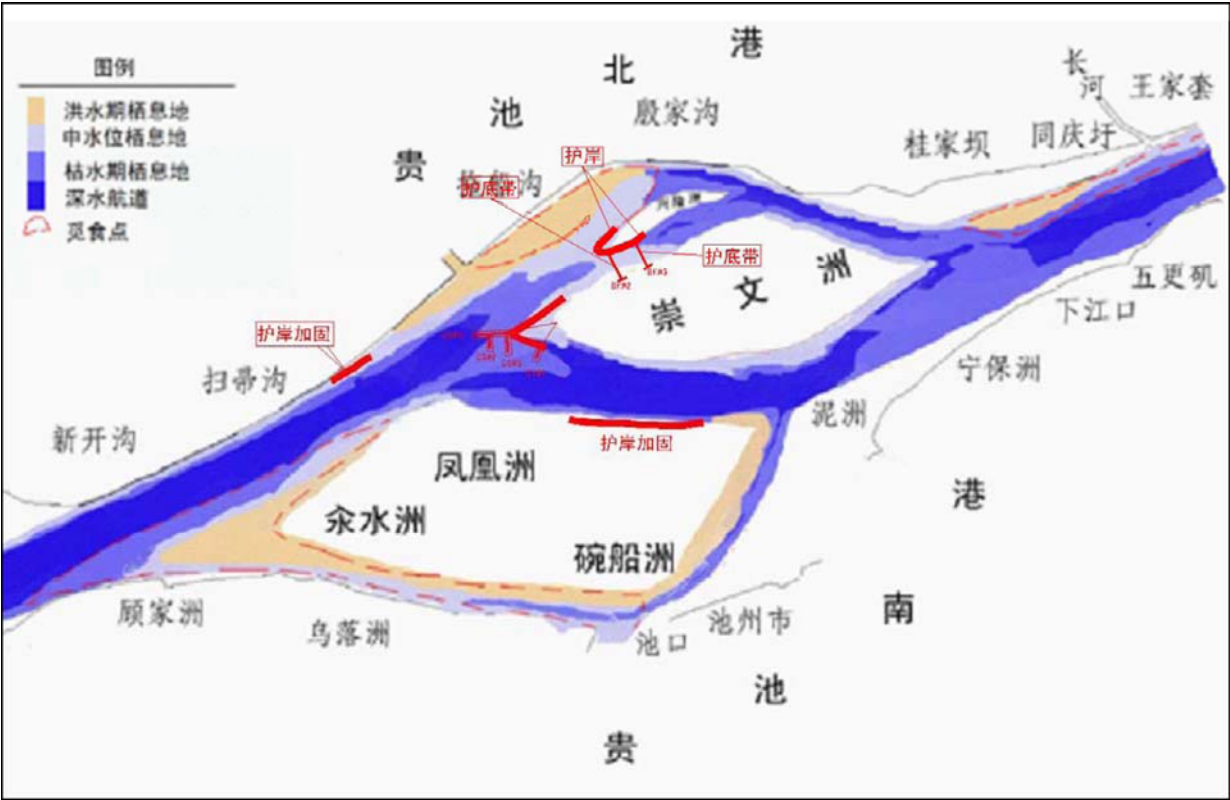 图例
洪水期栖息地
中水位栖息地
枯水期栖息地
深水航道
觅食点
贵
池
北
港
殷家沟
长
河
王家套
桂家坝
同庆圩
护岸
护底带
沟
护底带
崇
文
洲
五更矶
下江口
宁保洲
泥洲
护岸加固
扫帚沟
新开沟
护岸加固
凤凰洲
汆水洲
碗船洲
顾家洲
乌落洲
池口
池州市
港
南
池
贵